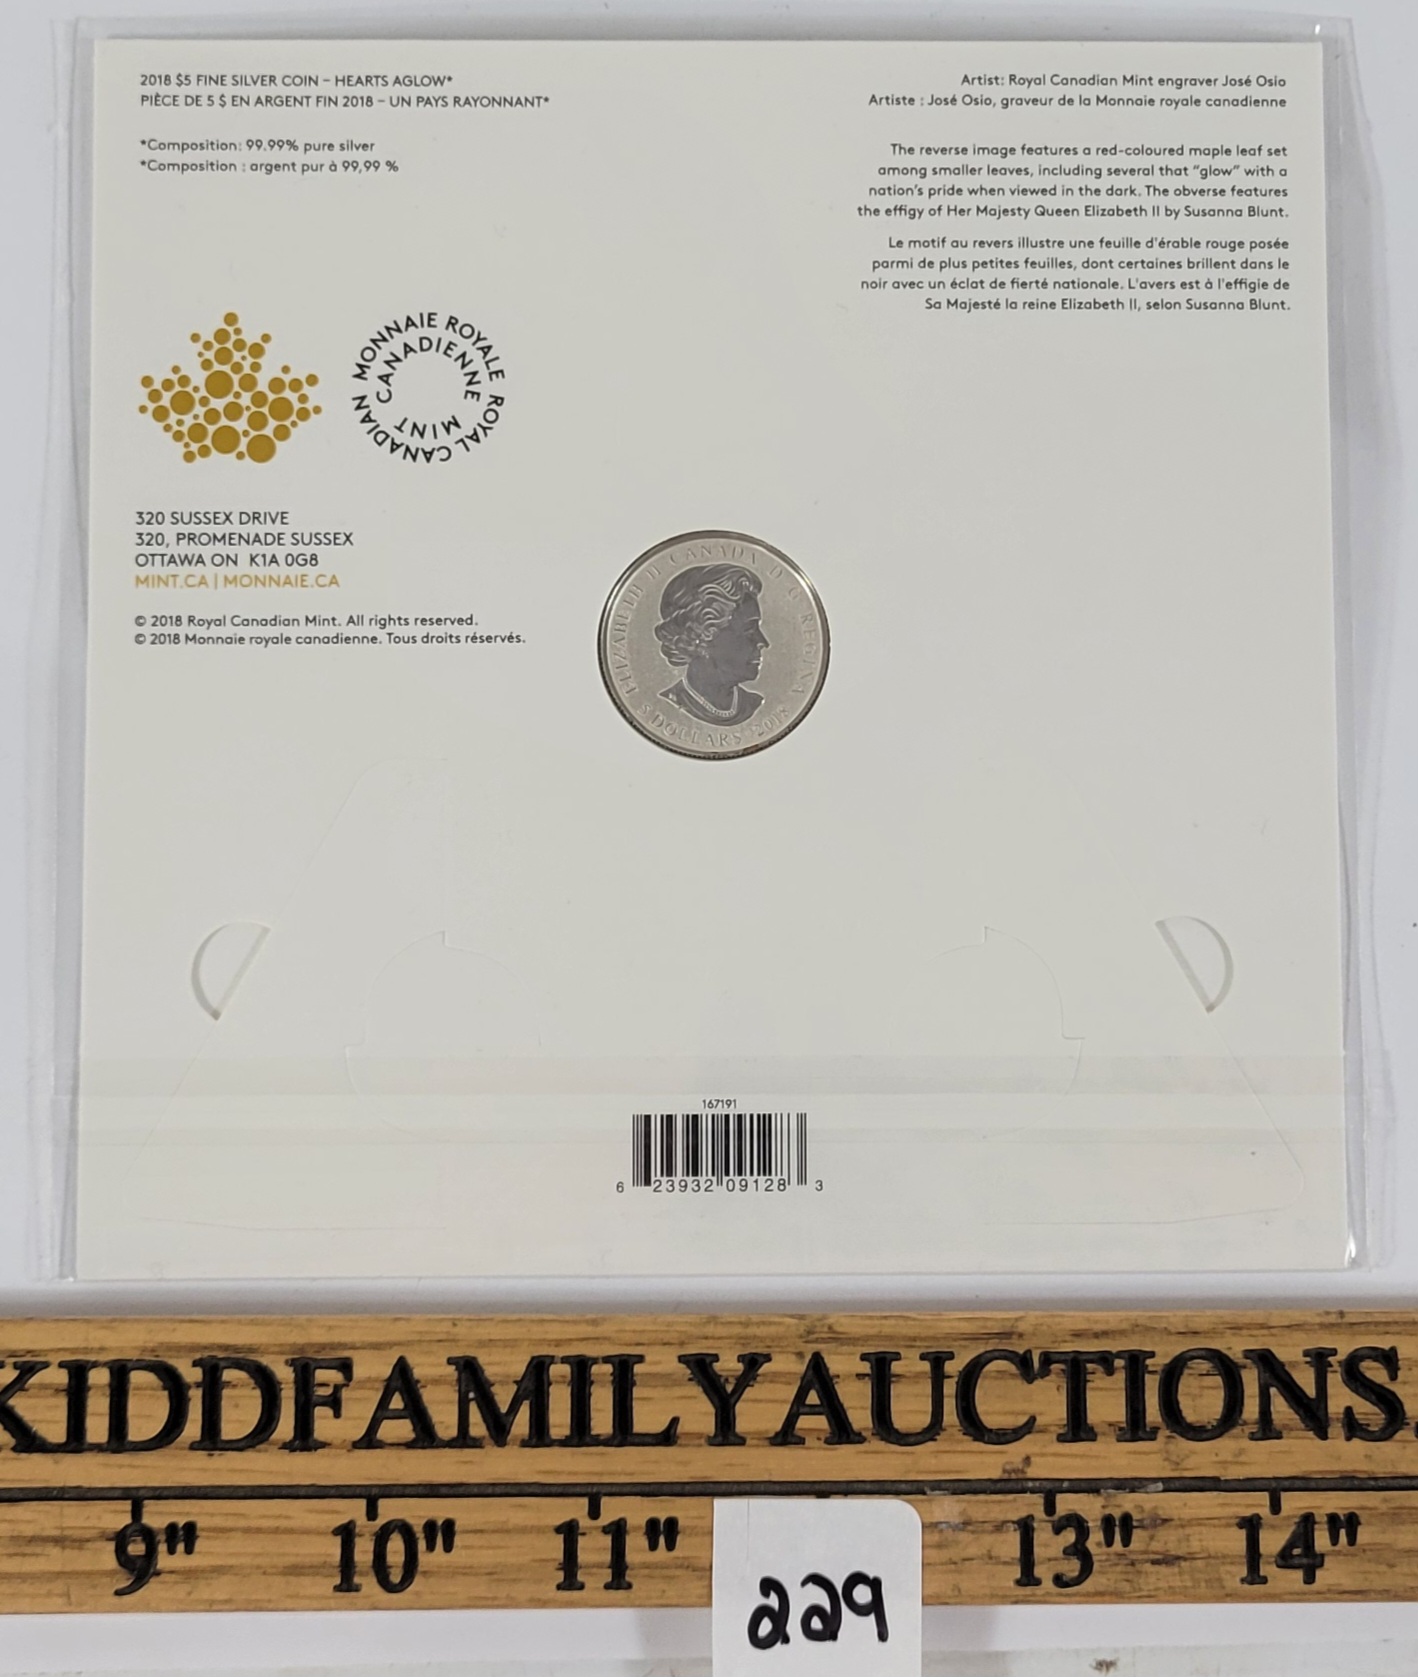 2018 $5 FINE SILVER COIN – HEARTS AGLOW*
PIÈCE DE 5 $ EN ARGENT FIN 2018 – UN PAYS RAYONNANT*
*Composition: 99.99% pure silver
*Composition : argent pur à 99,99 %
Artist: Royal Canadian Mint engraver José Osio
Artiste : José Osio, graveur de la Monnaie royale canadienne
The reverse image features a red-coloured maple leaf set
among smaller leaves, including several that “glow” with a
nation’s pride when viewed in the dark. The obverse features
the effigy of Her Majesty Queen Elizabeth II by Susanna Blunt.
Le motif au revers illustre une feuille d'érable rouge posée
parmi de plus petites feuilles, dont certaines brillent dans le
noir avec un éclat de fierté nationale. L'avers est à l'effigie de
Sa Majesté la reine Elizabeth II, selon Susanna Blunt.
MONNAIE ROYALE
CANADIENNE
ROYAL CANADIAN
MINT
320 SUSSEX DRIVE
320, PROMENADE SUSSEX
OTTAWA ON K1A 0G8
MINT.CA | MONNAIE.CA
© 2018 Royal Canadian Mint. All rights reserved.
© 2018 Monnaie royale canadienne. Tous droits réservés.
ELIZABETH II CANADA D·G·REGINA
5 DOLLARS 2018
167191
6 23932 09128 3
KIDDFAMILYAUCTIONS.
9" 10" 11" 13" 14"
229